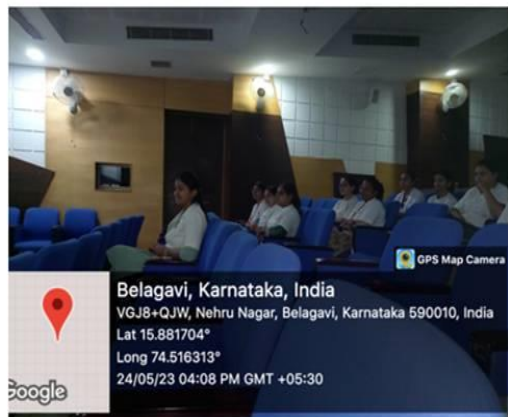 GPS Map Camera
Belagavi, Karnataka, India
VGJ8+QJW, Nehru Nagar, Belagavi, Karnataka 590010, India
Lat 15.881704°
Long 74.516313°
24/05/23 04:08 PM GMT +05:30
Google